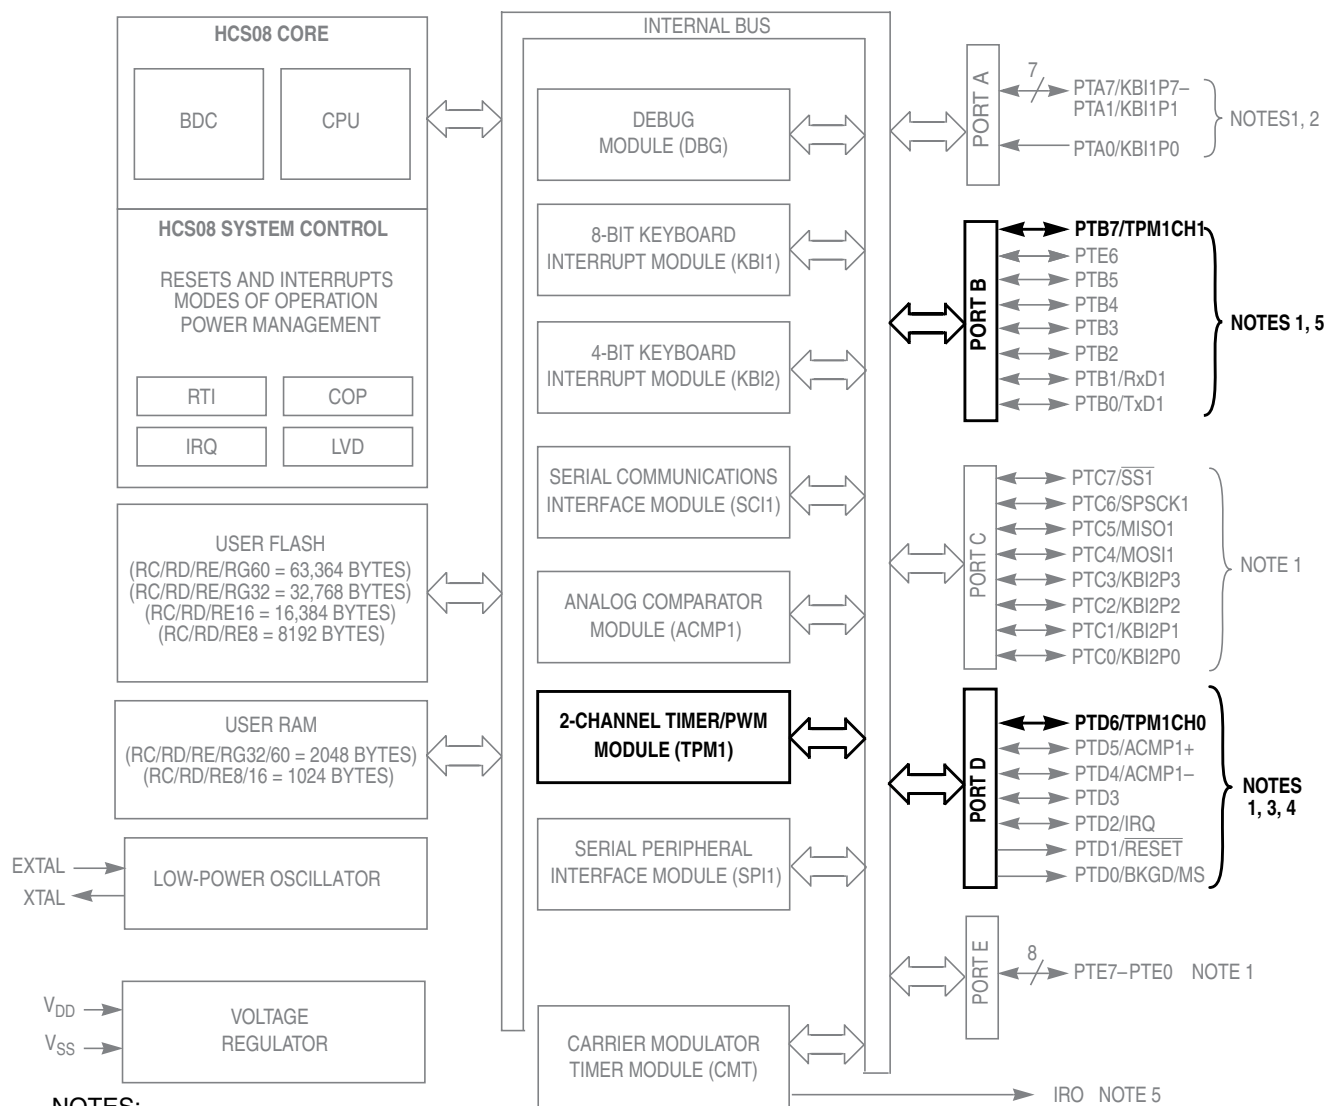 HCS08 CORE
BDC
CPU
HCS08 SYSTEM CONTROL
RESETS AND INTERRUPTS
MODES OF OPERATION
POWER MANAGEMENT
RTI
COP
IRQ
LVD
USER FLASH
(RC/RD/RE/RG60 = 63,364 BYTES)
(RC/RD/RE/RG32 = 32,768 BYTES)
(RC/RD/RE16 = 16,384 BYTES)
(RC/RD/RE8 = 8192 BYTES)
USER RAM
(RC/RD/RE/RG32/60 = 2048 BYTES)
(RC/RD/RE8/16 = 1024 BYTES)
EXTAL
XTAL
LOW-POWER OSCILLATOR
VDD
VSS
VOLTAGE
REGULATOR
NOTES:
INTERNAL BUS
DEBUG
MODULE (DBG)
8-BIT KEYBOARD
INTERRUPT MODULE (KBI1)
4-BIT KEYBOARD
INTERRUPT MODULE (KBI2)
SERIAL COMMUNICATIONS
INTERFACE MODULE (SCI1)
ANALOG COMPARATOR
MODULE (ACMP1)
2-CHANNEL TIMER/PWM
MODULE (TPM1)
SERIAL PERIPHERAL
INTERFACE MODULE (SPI1)
CARRIER MODULATOR
TIMER MODULE (CMT)
PORT A
7
PTA7/KBI1P7–
PTA1/KBI1P1
PTA0/KBI1P0
NOTES1, 2
PORT B
PTB7/TPM1CH1
PTE6
PTB5
PTB4
PTB3
PTB2
PTB1/RxD1
PTB0/TxD1
NOTES 1, 5
PORT C
PTC7/SS1
PTC6/SPSCK1
PTC5/MISO1
PTC4/MOSI1
PTC3/KBI2P3
PTC2/KBI2P2
PTC1/KBI2P1
PTC0/KBI2P0
NOTE 1
PORT D
PTD6/TPM1CH0
PTD5/ACMP1+
PTD4/ACMP1–
PTD3
PTD2/IRQ
PTD1/RESET
PTD0/BKGD/MS
NOTES
1, 3, 4
PORT E
8
PTE7–PTE0 NOTE 1
IRO NOTE 5